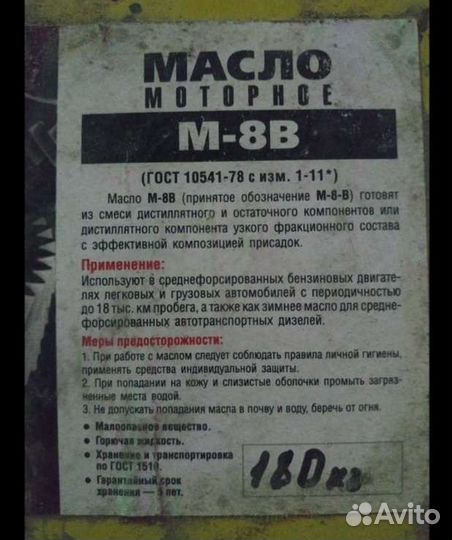 МАСЛО
МОТОРНОЕ
М-8В
(ГОСТ 10541-78 с изм. 1-11*)
Масло М-8В (принятое обозначение М-8-В) готовят
из смеси дистиллятного и остаточного компонентов или
дистиллятного компонента узкого фракционного состава
с эффективной композицией присадок.
Применение:
Используют в среднефорсированных бензиновых двигате-
лях легковых и грузовых автомобилей с периодичностью
до 18 тыс. км пробега, а также как зимнее масло для средне-
форсированных автотранспортных дизелей.
Меры предосторожности:
1. При работе с маслом следует соблюдать правила личной гигиены,
применять средства индивидуальной защиты.
2. При попадании на кожу и слизистые оболочки промыть загряз-
ненные места водой.
3. Не допускать попадания масла в почву и воду, беречь от огня.
• Малоопасное вещество.
• Горючая жидкость.
• Хранение и транспортировка
по ГОСТ 1510.
• Гарантийный срок
хранения — 5 лет.
180 кг
Avito